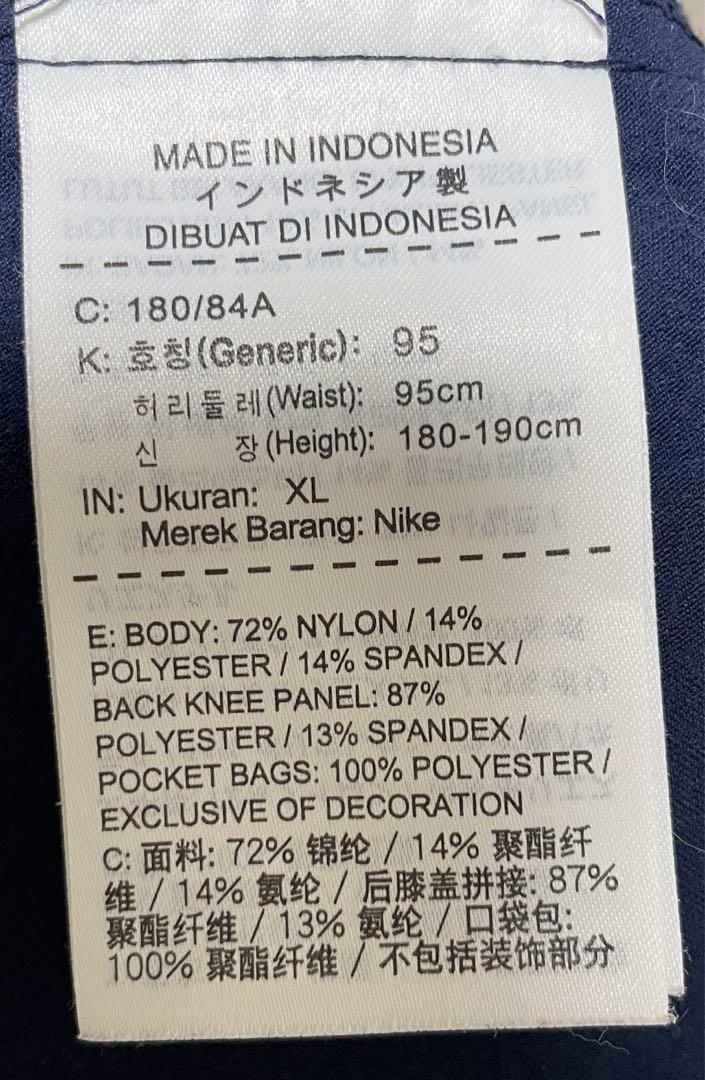 MADE IN INDONESIA
インドネシア製
DIBUAT DI INDONESIA
C: 180/84A
K: 호칭(Generic): 95
허리둘레(Waist): 95cm
신 장(Height): 180-190cm
IN: Ukuran: XL
Merek Barang: Nike
E: BODY: 72% NYLON / 14%
POLYESTER / 14% SPANDEX /
BACK KNEE PANEL: 87%
POLYESTER / 13% SPANDEX /
POCKET BAGS: 100% POLYESTER /
EXCLUSIVE OF DECORATION
C: 面料: 72% 锦纶 / 14% 聚酯纤
维 / 14% 氨纶 / 后膝盖拼接: 87%
聚酯纤维 / 13% 氨纶 / 口袋包:
100% 聚酯纤维 / 不包括装饰部分